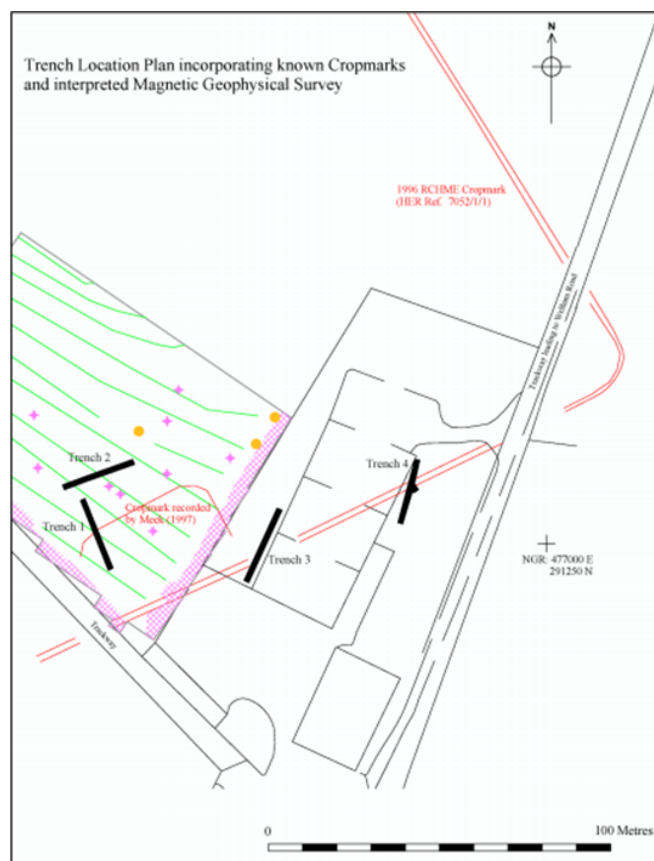 N
Trench Location Plan incorporating known Cropmarks
and interpreted Magnetic Geophysical Survey
1996 RCHME Cropmark
(HER Ref. 7052/1/1)
Trackway leading to Welham Road
Trench 2
Trench 4
Cropmark recorded
by Meek (1997)
Trench 1
Trench 3
NGR: 477000 E
291250 N
Trackway
0
100 Metres